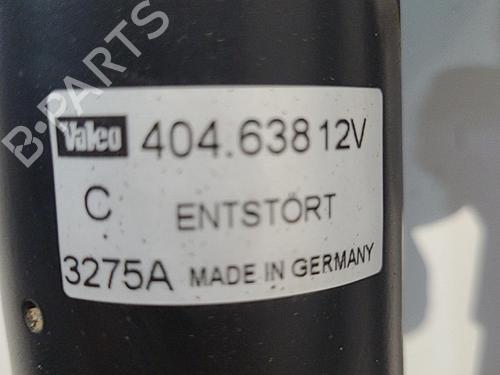 B-PARTS
Valeo 404.638 12V
C ENTSTÖRT
3275A MADE IN GERMANY